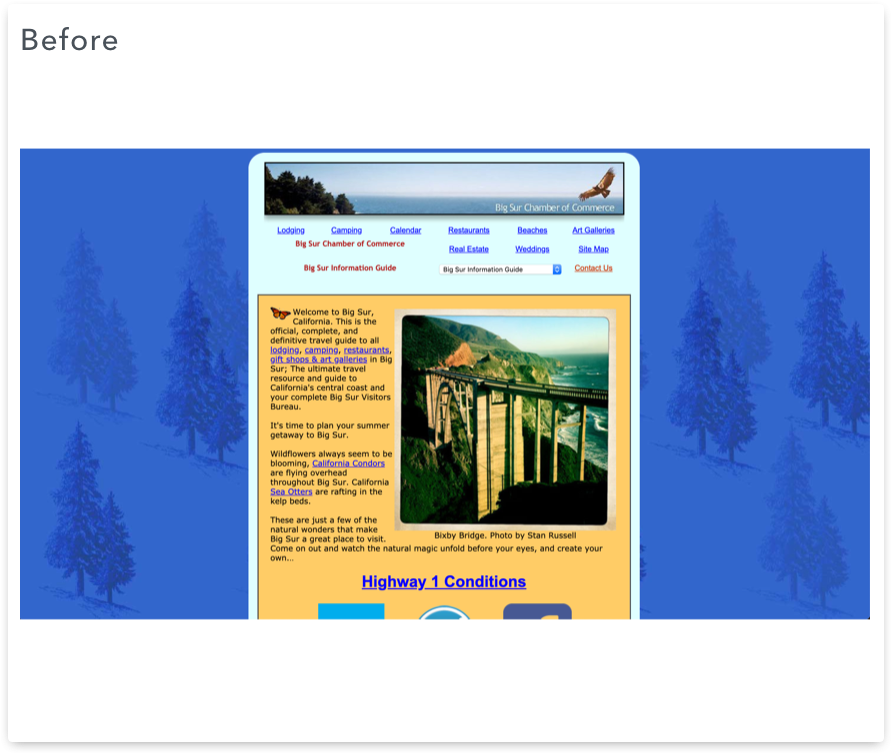 Before
Big Sur Chamber of Commerce
Lodging Camping Calendar Restaurants Beaches Art Galleries
Big Sur Chamber of Commerce
Real Estate Weddings Site Map
Big Sur Information Guide Big Sur Information Guide Contact Us
Welcome to Big Sur,
California. This is the
official, complete, and
definitive travel guide to all
lodging, camping, restaurants,
gift shops & art galleries in Big
Sur; The ultimate travel
resource and guide to
California's central coast and
your complete Big Sur Visitors
Bureau.
It's time to plan your summer
getaway to Big Sur.
Wildflowers always seem to be
blooming, California Condors
are flying overhead
throughout Big Sur. California
Sea Otters are rafting in the
kelp beds.
These are just a few of the
natural wonders that make
Big Sur a great place to visit.
Come on out and watch the natural magic unfold before your eyes, and create your
own...
Bixby Bridge. Photo by Stan Russell
Highway 1 Conditions